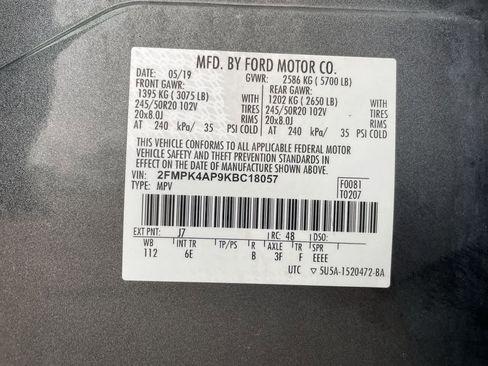 MFD. BY FORD MOTOR CO.
DATE: 05/19 GVWR: 2586 KG ( 5700 LB)
FRONT GAWR: REAR GAWR:
1395 KG ( 3075 LB) 1202 KG ( 2650 LB)
245/50R20 102V TIRES 245/50R20 102V
20x8.0J RIMS 20x8.0J
AT 240 kPa/ 35 PSI COLD AT 240 kPa/ 35 PSI COLD
THIS VEHICLE CONFORMS TO ALL APPLICABLE FEDERAL MOTOR
VEHICLE SAFETY AND THEFT PREVENTION STANDARDS IN
EFFECT ON THE DATE OF MANUFACTURE SHOWN ABOVE.
VIN: 2FMPK4AP9KBC18057 F0081
TYPE: MPV T0207
EXT PNT: J7 RC: 48 DSO:
WB INT TR TP/PS R AXLE TR SPR
112 6E B 3F F EEEE
UTC ▽ 5U5A-1520472-BA